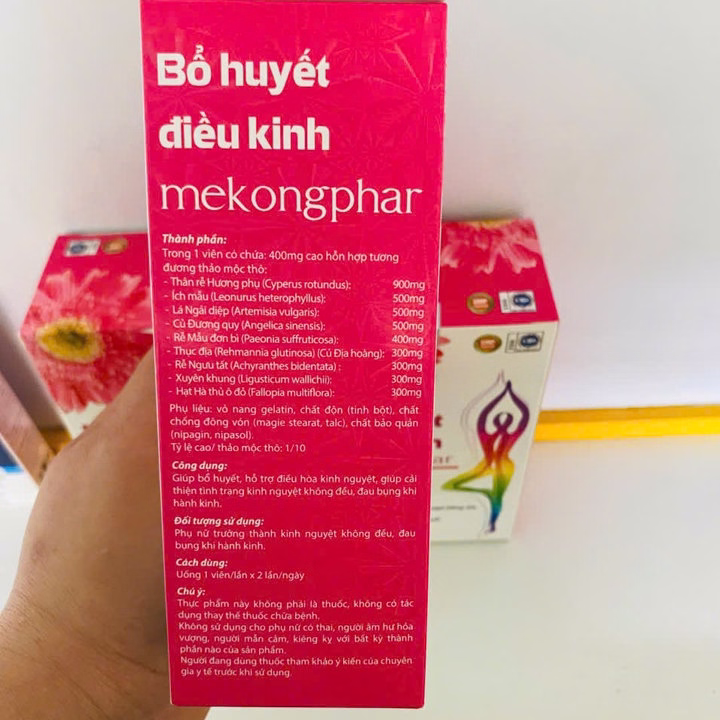 Bổ huyết
điều kinh
mekongphar
Thành phần:
Trong 1 viên có chứa: 400mg cao hỗn hợp tương
đương thảo mộc thô:
- Thân rễ Hương phụ (Cyperus rotundus): 900mg
- Ích mẫu (Leonurus heterophyllus): 500mg
- Lá Ngải diệp (Artemisia vulgaris): 500mg
- Củ Đương quy (Angelica sinensis): 500mg
- Rễ Mẫu đơn bì (Paeonia suffruticosa): 400mg
- Thục địa (Rehmannia glutinosa) (Củ Địa hoàng): 300mg
- Rễ Ngưu tất (Achyranthes bidentata) : 300mg
- Xuyên khung (Ligusticum wallichii): 300mg
- Hạt Hà thủ ô đỏ (Fallopia multiflora): 300mg
Phụ liệu: vỏ nang gelatin, chất độn (tinh bột), chất
chống đông vón (magie stearat, talc), chất bảo quản
(nipagin, nipasol).
Tỷ lệ cao/ thảo mộc thô: 1/10
Công dụng:
Giúp bổ huyết, hỗ trợ điều hòa kinh nguyệt, giúp cải
thiện tình trạng kinh nguyệt không đều, đau bụng khi
hành kinh.
Đối tượng sử dụng:
Phụ nữ trưởng thành kinh nguyệt không đều, đau
bụng khi hành kinh.
Cách dùng:
Uống 1 viên/lần x 2 lần/ngày
Chú ý:
Thực phẩm này không phải là thuốc, không có tác
dụng thay thế thuốc chữa bệnh.
Không sử dụng cho phụ nữ có thai, người âm hư hỏa
vượng, người mẫn cảm, kiêng kỵ với bất kỳ thành
phần nào của sản phẩm.
Người đang dùng thuốc tham khảo ý kiến của chuyên
gia y tế trước khi sử dụng.